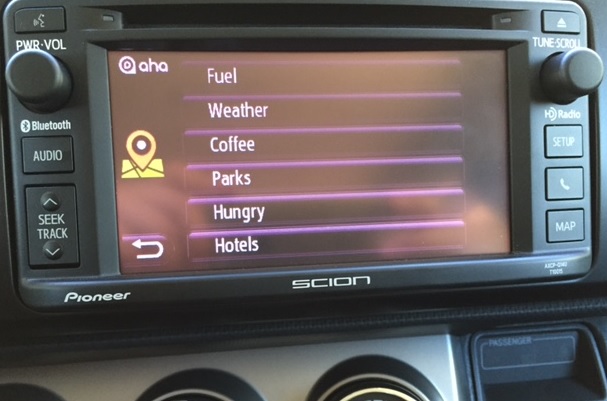 PWR•VOL
TUNE•SCROLL
aha
Fuel
Weather
Coffee
Parks
Hungry
Hotels
Bluetooth
HD Radio
AUDIO
SETUP
SEEK
TRACK
MAP
Pioneer
SCION
PASSENGER